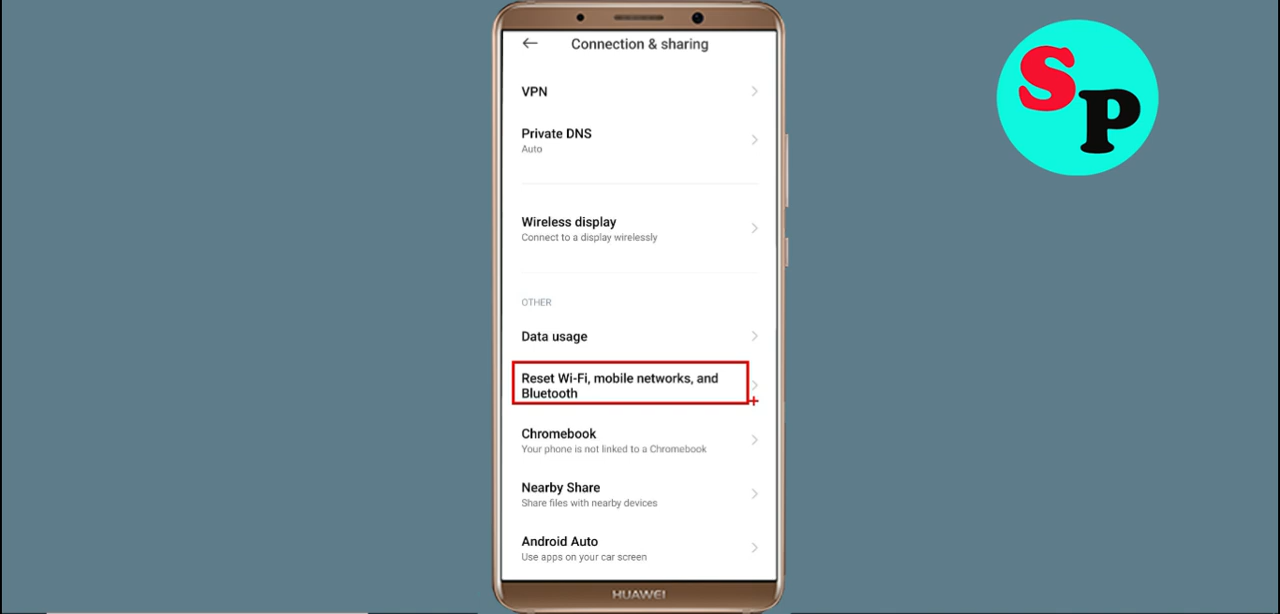 Connection & sharing
VPN
Private DNS
Auto
Wireless display
Connect to a display wirelessly
OTHER
Data usage
Reset Wi-Fi, mobile networks, and
Bluetooth
Chromebook
Your phone is not linked to a Chromebook
Nearby Share
Share files with nearby devices
Android Auto
Use apps on your car screen
HUAWEI
SP